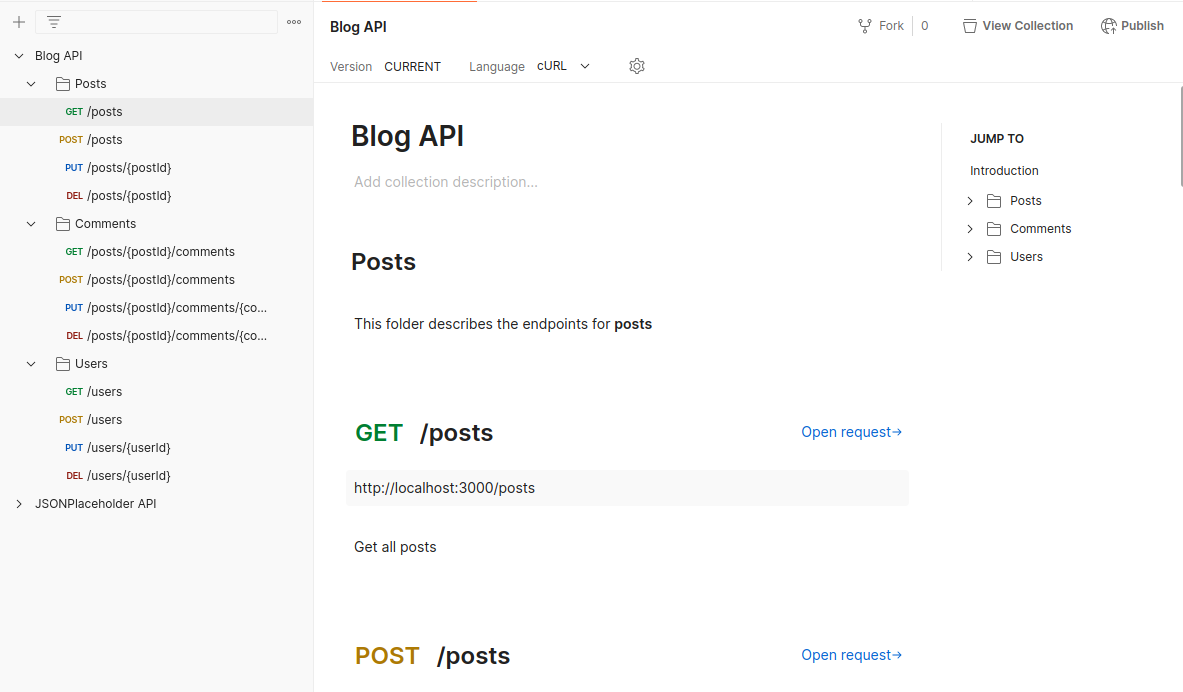 Blog API
Posts
GET /posts
POST /posts
PUT /posts/{postId}
DEL /posts/{postId}
Comments
GET /posts/{postId}/comments
POST /posts/{postId}/comments
PUT /posts/{postId}/comments/{co...
DEL /posts/{postId}/comments/{co...
Users
GET /users
POST /users
PUT /users/{userId}
DEL /users/{userId}
JSONPlaceholder API
Blog API
Fork 0 View Collection Publish
Version CURRENT Language cURL
Blog API
Add collection description...
Posts
This folder describes the endpoints for posts
GET /posts Open request→
http://localhost:3000/posts
Get all posts
POST /posts Open request→
JUMP TO
Introduction
Posts
Comments
Users